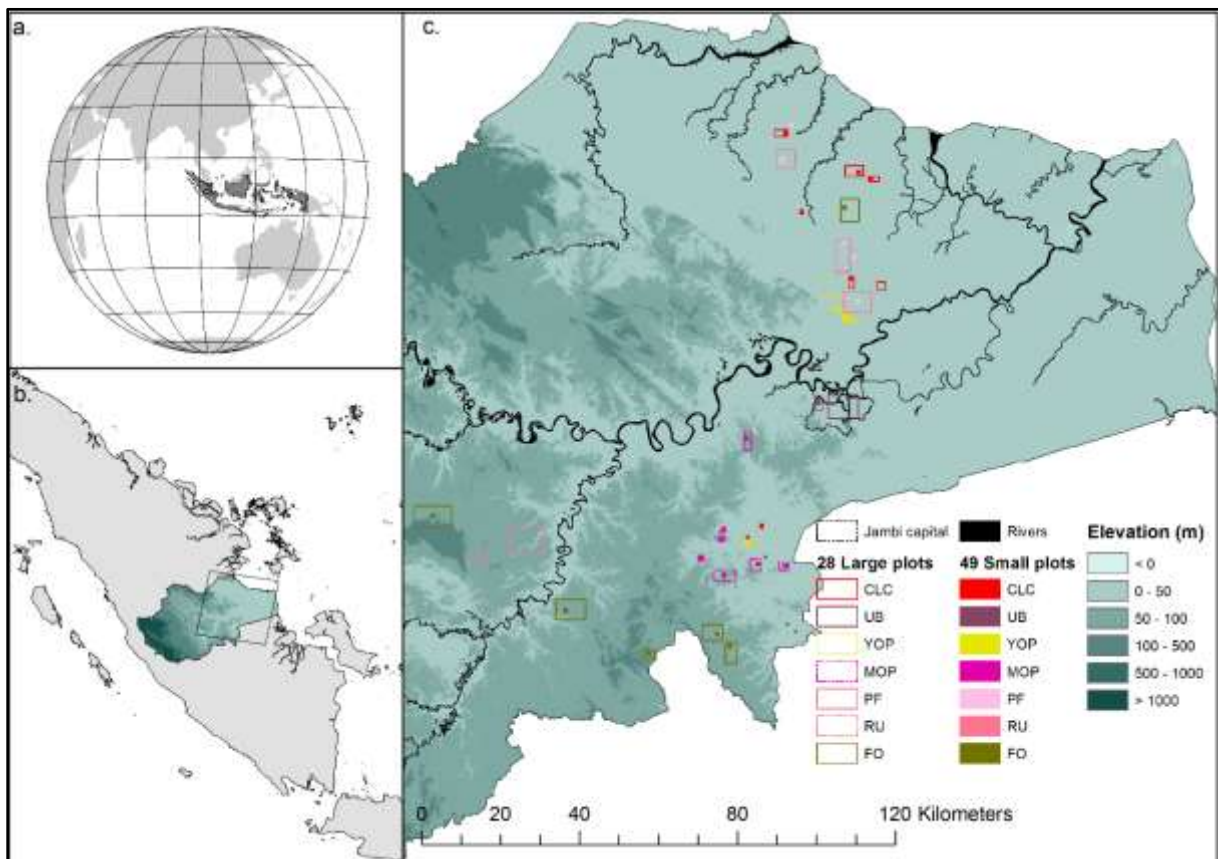 a.
b.
c.
Jambi capital
Rivers
Elevation (m)
28 Large plots
49 Small plots
< 0
CLC
CLC
0 - 50
UB
UB
50 - 100
YOP
YOP
100 - 500
MOP
MOP
500 - 1000
PF
PF
> 1000
RU
RU
FO
FO
0 20 40 80 120 Kilometers